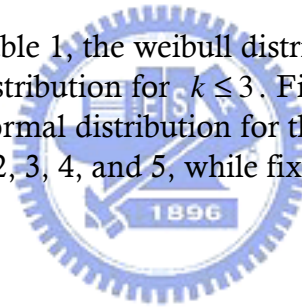 ble 1, the weibull distri
stribution for k ≤ 3. Fi
ormal distribution for th
2, 3, 4, and 5, while fix
1896